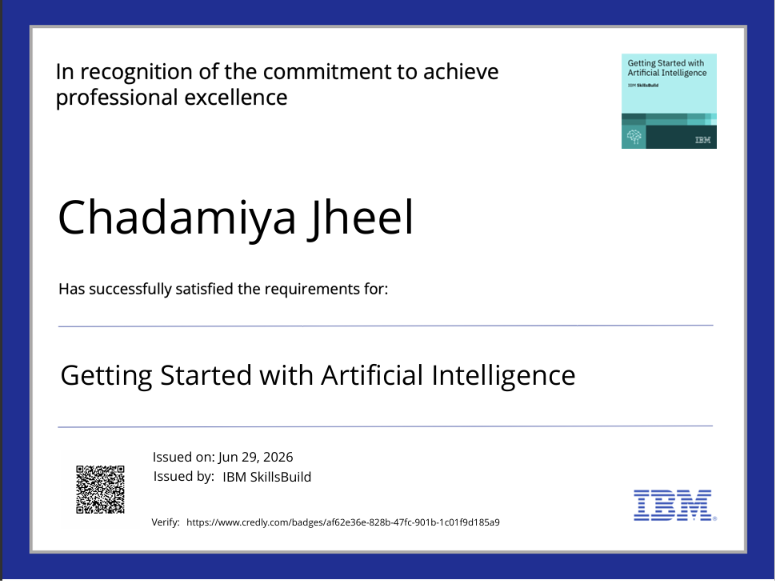 In recognition of the commitment to achieve
professional excellence
Getting Started with
Artificial Intelligence
IBM SkillsBuild
IBM
Chadamiya Jheel
Has successfully satisfied the requirements for:
Getting Started with Artificial Intelligence
Issued on: Jun 29, 2026
Issued by: IBM SkillsBuild
Verify: https://www.credly.com/badges/af62e36e-828b-47fc-901b-1c01f9d185a9
IBM